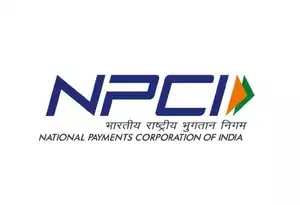 NPCI
भारतीय राष्ट्रीय भुगतान निगम
NATIONAL PAYMENTS CORPORATION OF INDIA